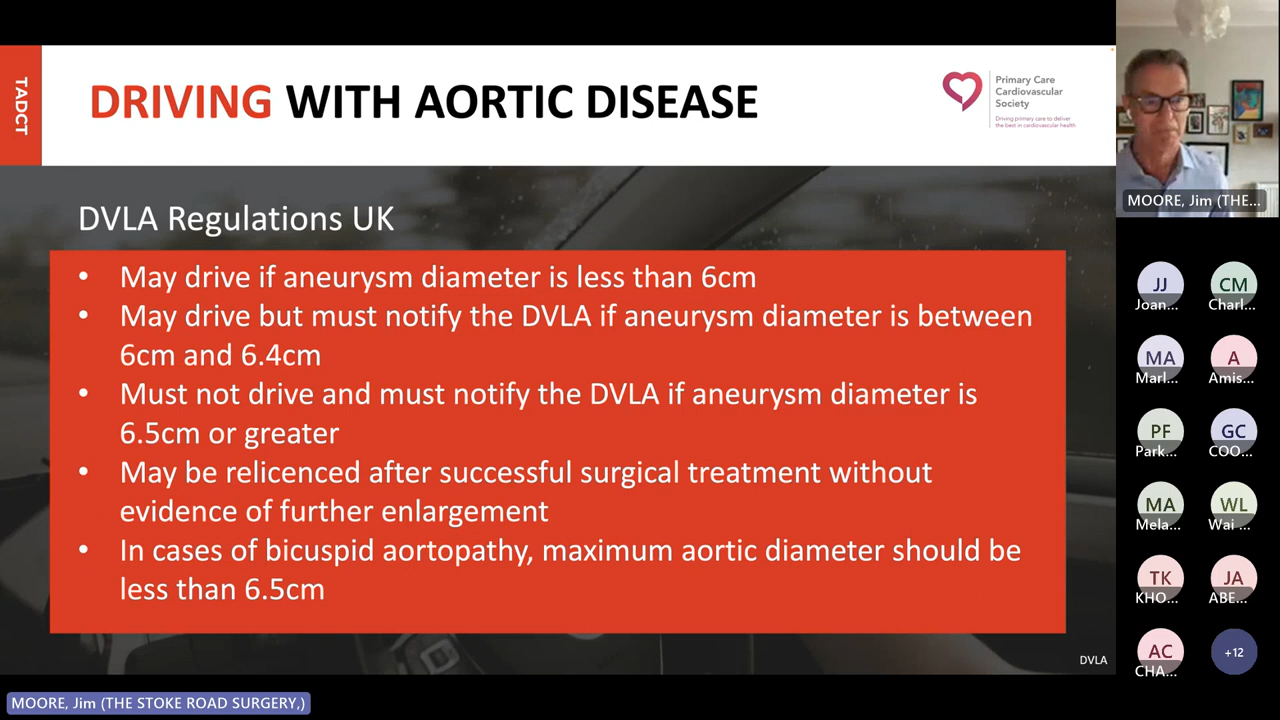 TADCT
DRIVING WITH AORTIC DISEASE
Primary Care
Cardiovascular
Society
Driving primary care to deliver
the best in cardiovascular health
DVLA Regulations UK
• May drive if aneurysm diameter is less than 6cm
• May drive but must notify the DVLA if aneurysm diameter is between
6cm and 6.4cm
• Must not drive and must notify the DVLA if aneurysm diameter is
6.5cm or greater
• May be relicenced after successful surgical treatment without
evidence of further enlargement
• In cases of bicuspid aortopathy, maximum aortic diameter should be
less than 6.5cm
DVLA
MOORE, Jim (THE STOKE ROAD SURGERY,)
MOORE, Jim (THE...
JJ
Joan...
CM
Charl...
MA
Marl...
A
Amis...
PF
Park...
GC
COO...
MA
Mela...
WL
Wai ...
TK
KHO...
JA
ABE...
AC
CHA...
+12